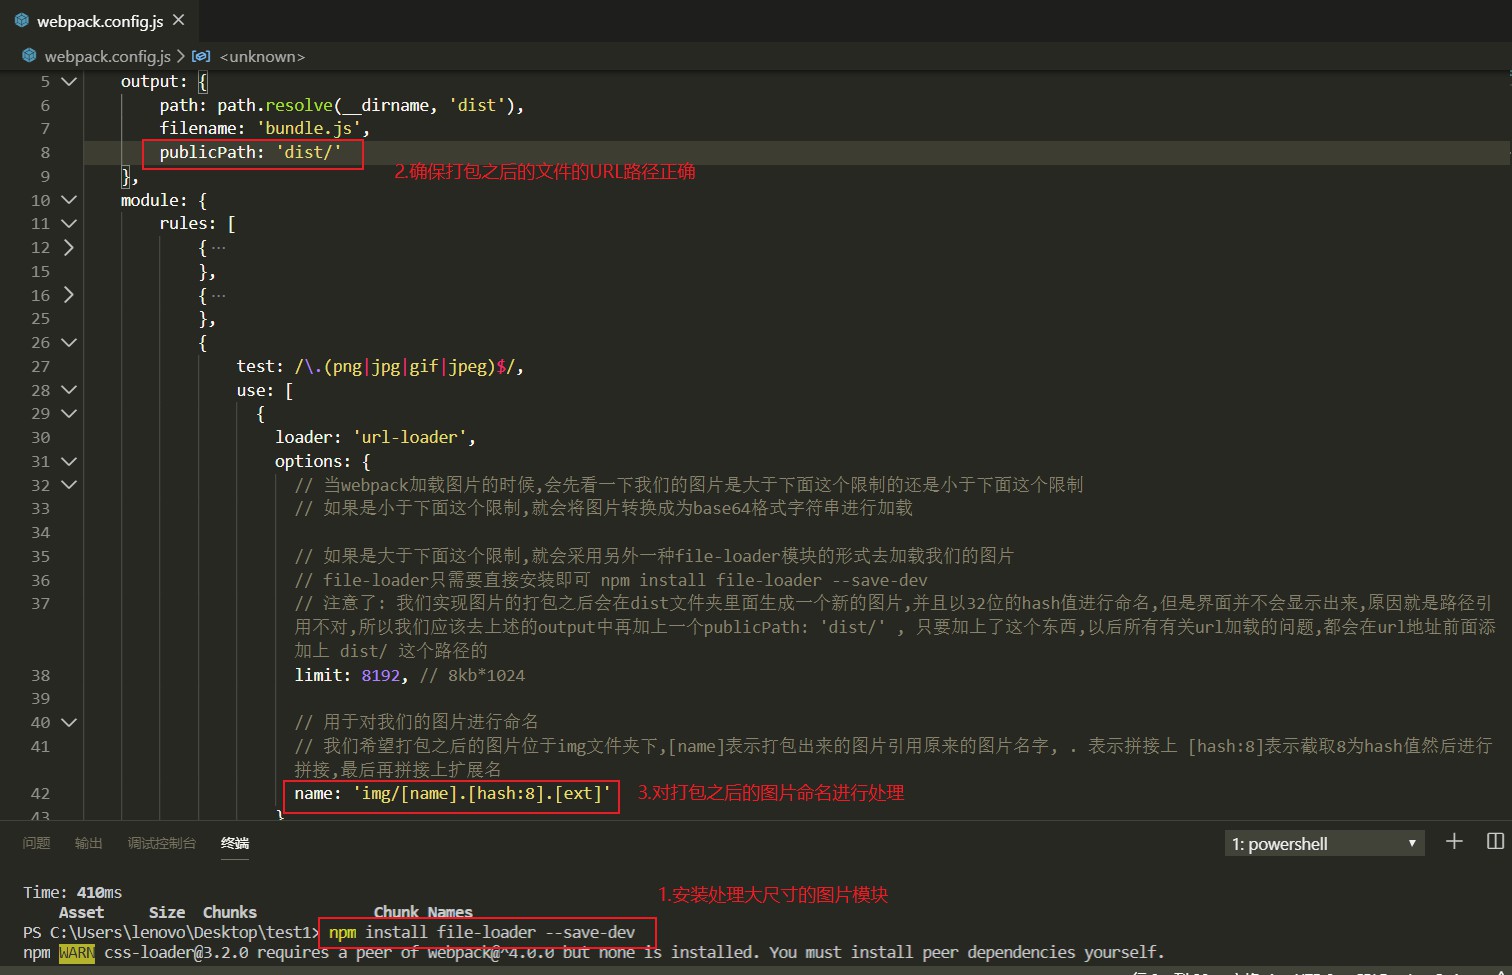 webpack.config.js
webpack.config.js > <unknown>
5 output: {
6 path: path.resolve(__dirname, 'dist'),
7 filename: 'bundle.js',
8 publicPath: 'dist/'
2.确保打包之后的文件的URL路径正确
9 },
10 module: {
11 rules: [
12 { ···
15 },
16 { ···
25 },
26 {
27 test: /\.(png|jpg|gif|jpeg)$/,
28 use: [
29 {
30 loader: 'url-loader',
31 options: {
32 // 当webpack加载图片的时候,会先看一下我们的图片是大于下面这个限制的还是小于下面这个限制
33 // 如果是小于下面这个限制,就会将图片转换成为base64格式字符串进行加载
34
35 // 如果是大于下面这个限制,就会采用另外一种file-loader模块的形式去加载我们的图片
36 // file-loader只需要直接安装即可 npm install file-loader --save-dev
37 // 注意了: 我们实现图片的打包之后会在dist文件夹里面生成一个新的图片,并且以32位的hash值进行命名,但是界面并不会显示出来,原因就是路径引
用不对,所以我们应该去上述的output中再加上一个publicPath: 'dist/' , 只要加上了这个东西,以后所有有关url加载的问题,都会在url地址前面添
加上 dist/ 这个路径的
38 limit: 8192, // 8kb*1024
39
40 // 用于对我们的图片进行命名
41 // 我们希望打包之后的图片位于img文件夹下,[name]表示打包出来的图片引用原来的图片名字, . 表示拼接上 [hash:8]表示截取8为hash值然后进行
拼接,最后再拼接上扩展名
42 name: 'img/[name].[hash:8].[ext]'
3.对打包之后的图片命名进行处理
43 }
问题 输出 调试控制台 终端
1: powershell
Time: 410ms
1.安装处理大尺寸的图片模块
Asset Size Chunks Chunk Names
PS C:\Users\lenovo\Desktop\test1> npm install file-loader --save-dev
npm WARN css-loader@3.2.0 requires a peer of webpack@^4.0.0 but none is installed. You must install peer dependencies yourself.